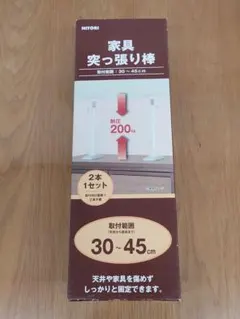 NITORI
家具
突っ張り棒
取付範囲:30〜45cm
耐圧
200kg
2本
1セット
取付範囲
30〜45cm
天井や家具を傷めず
しっかりと固定できます。